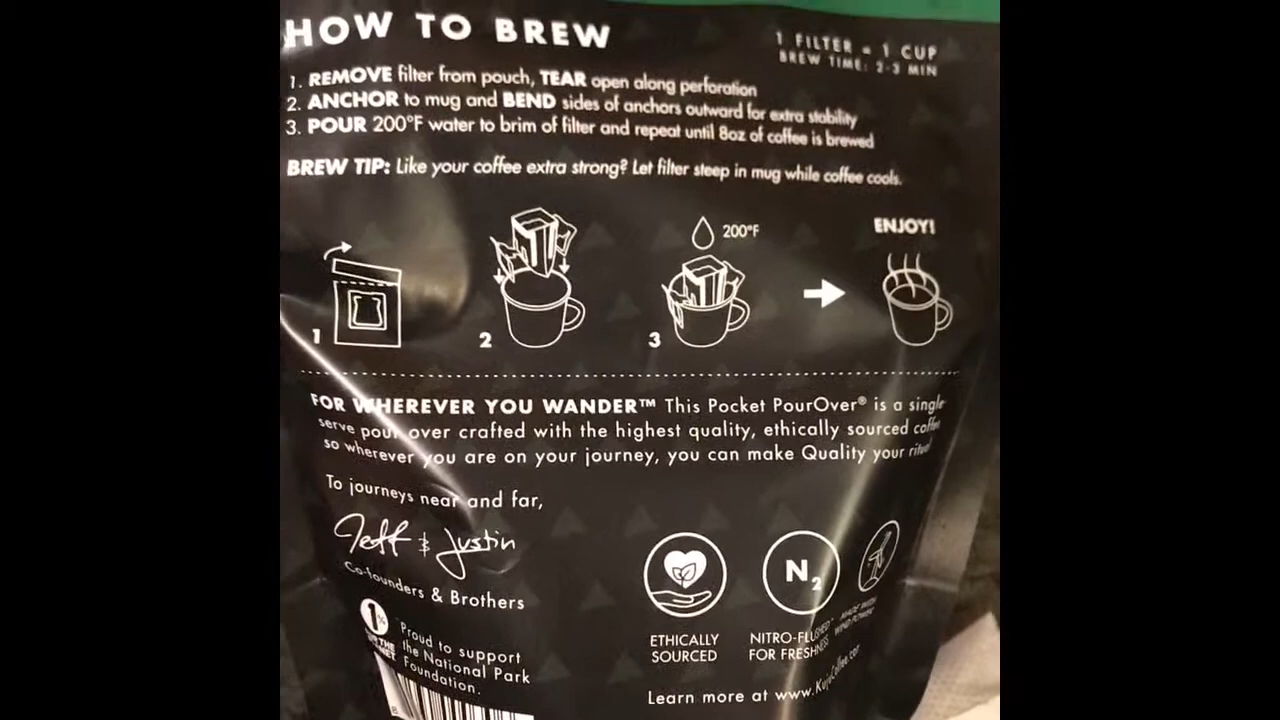 HOW TO BREW
1 FILTER = 1 CUP
BREW TIME: 2-3 MIN
1. REMOVE filter from pouch, TEAR open along perforation
2. ANCHOR to mug and BEND sides of anchors outward for extra stability
3. POUR 200°F water to brim of filter and repeat until 8oz of coffee is brewed
BREW TIP: Like your coffee extra strong? Let filter steep in mug while coffee cools.
200°F
ENJOY!
1
2
3
FOR WHEREVER YOU WANDER™ This Pocket PourOver® is a single
serve pour over crafted with the highest quality, ethically sourced coffee
so wherever you are on your journey, you can make Quality your ritual
To journeys near and far,
Jeff & Justin
Co-founders & Brothers
1%
Proud to support
the National Park
Foundation.
N2
ETHICALLY
SOURCED
NITRO-FLUSHED
FOR FRESHNESS
MADE WITH
WIND POWER
Learn more at www.KujuCoffee.com
8